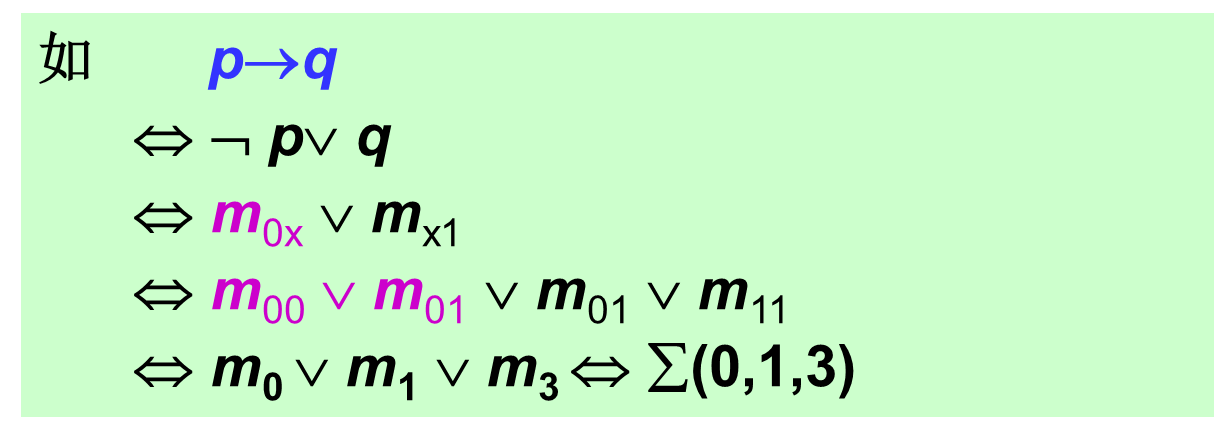 如 p→q
⇔ ¬ p∨ q
⇔ m0x ∨ mx1
⇔ m00 ∨ m01 ∨ m01 ∨ m11
⇔ m0 ∨ m1 ∨ m3 ⇔ ∑(0,1,3)